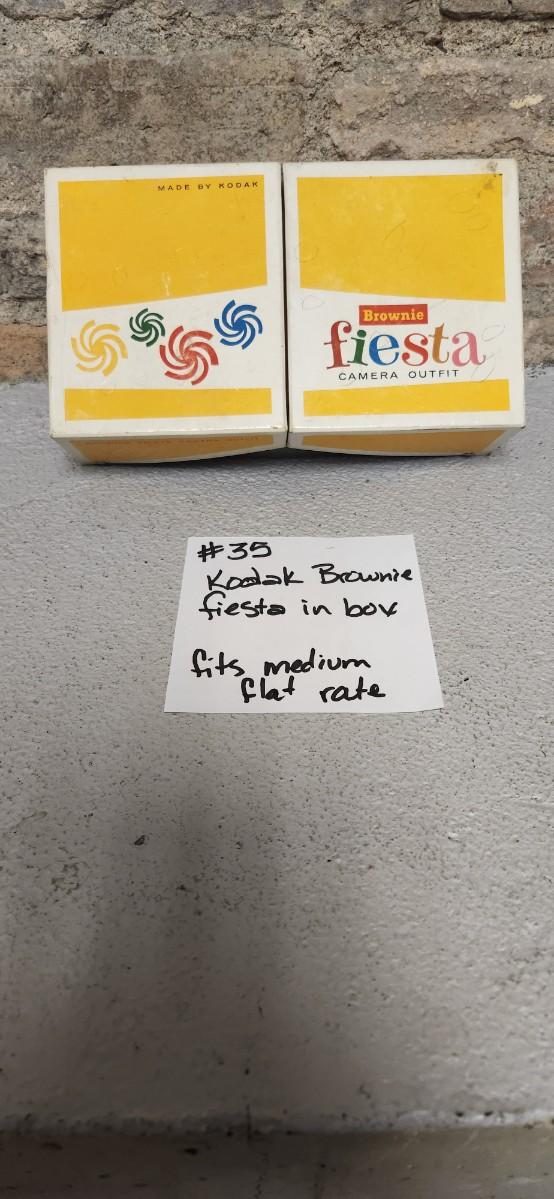 MADE BY KODAK
Brownie
fiesta
CAMERA OUTFIT
#35
Kodak Brownie
fiesta in box
fits medium
flat rate